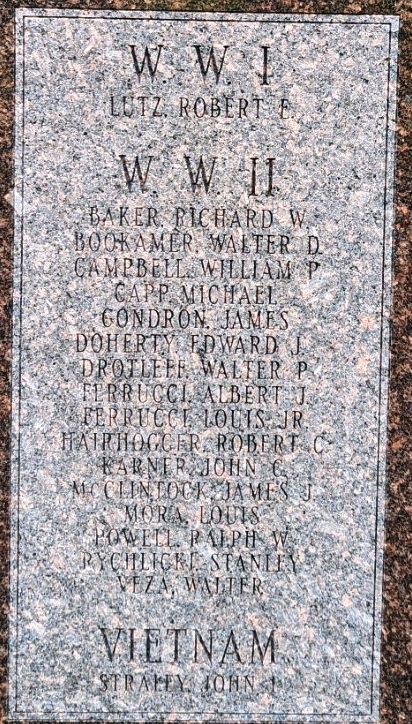 W W I
LUTZ, ROBERT E.
W W II
BAKER, RICHARD W.
BOOKAMER, WALTER D.
CAMPBELL, WILLIAM P.
CAPP, MICHAEL
CONDRON, JAMES
DOHERTY, EDWARD J.
DROTLEFF, WALTER P.
FERRUCCI, ALBERT J.
FERRUCCI, LOUIS, JR.
HAIRHOGGER, ROBERT C.
KARNER, JOHN G.
MCCLINTOCK, JAMES J.
MORA, LOUIS
POWELL, RALPH W.
RYCHLICKI, STANLEY
VEZA, WALTER
VIETNAM
STRALEY, JOHN